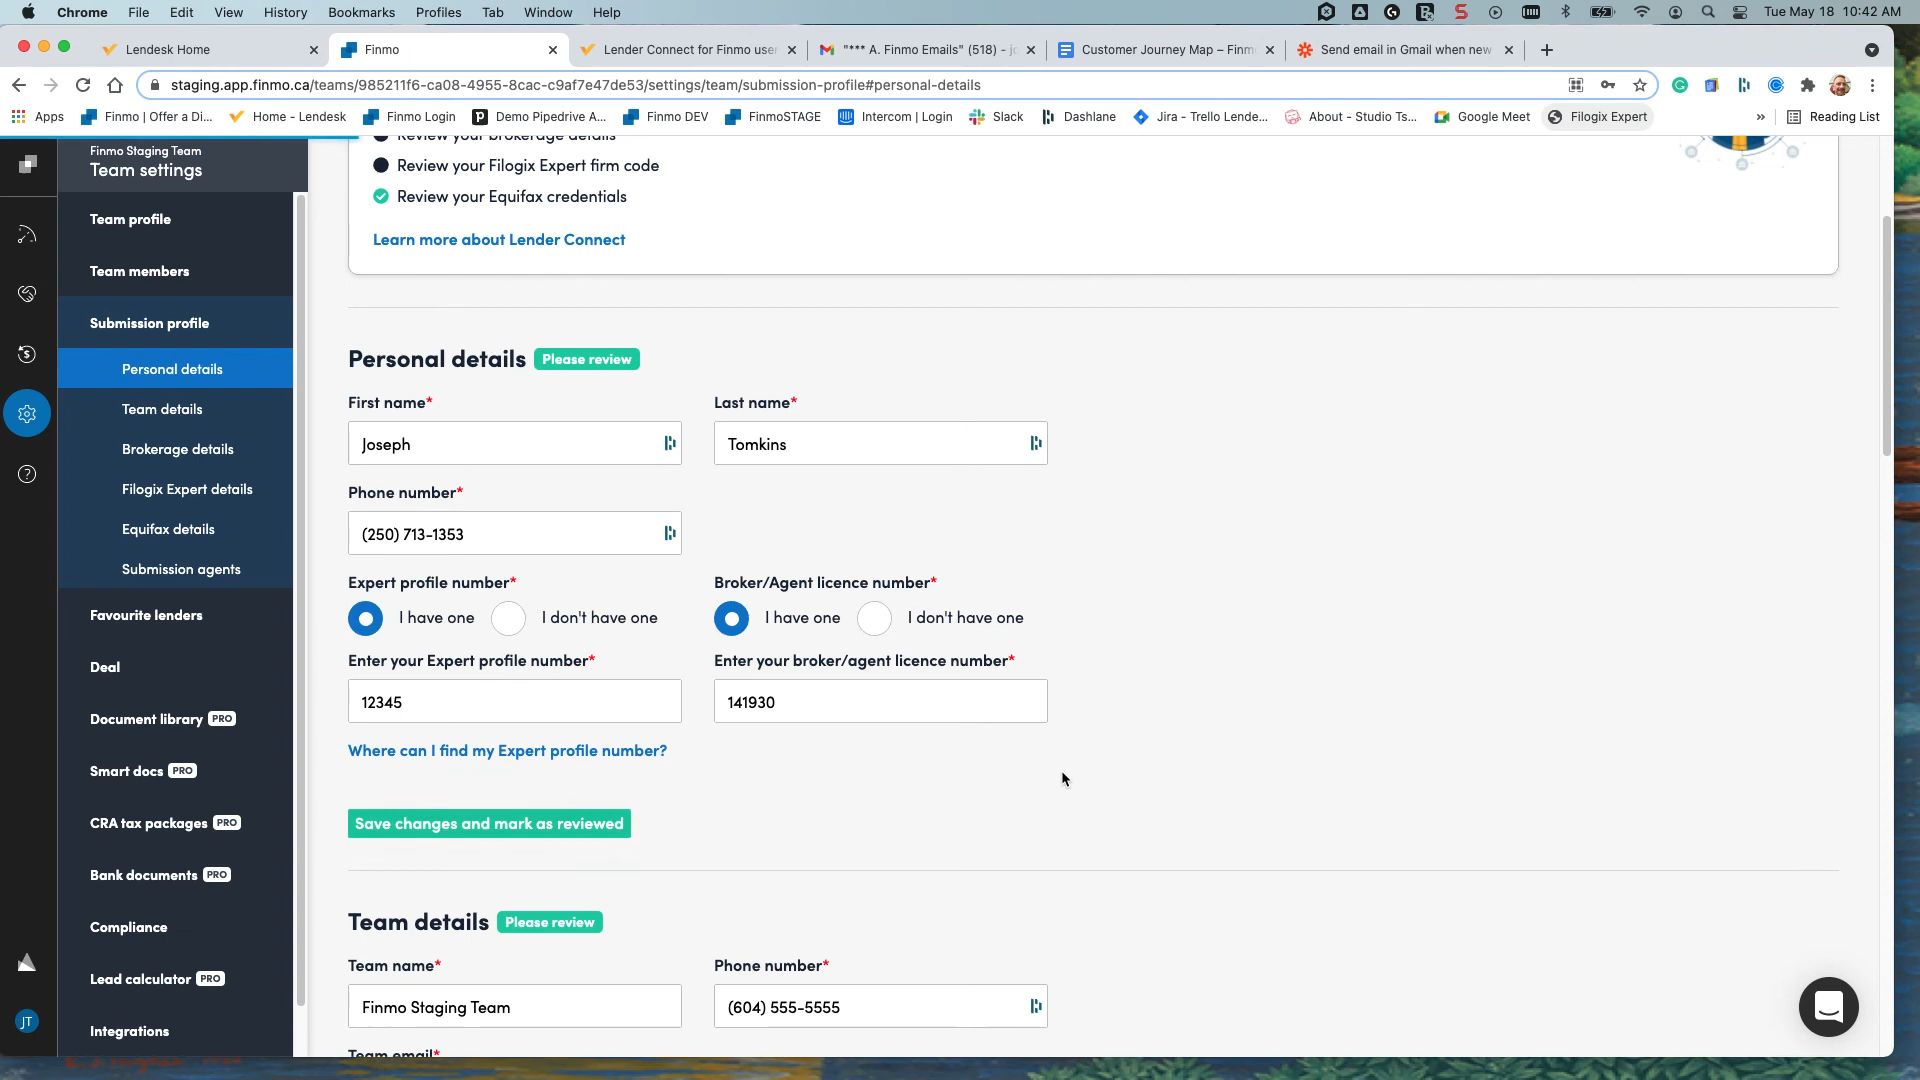 Chrome File Edit View History Bookmarks Profiles Tab Window Help
Tue May 18 10:42 AM
Lendesk Home
Finmo
Lender Connect for Finmo user
"*** A. Finmo Emails" (518) - jo
Customer Journey Map – Finm
Send email in Gmail when new
staging.app.finmo.ca/teams/985211f6-ca08-4955-8cac-c9af7e47de53/settings/team/submission-profile#personal-details
Apps
Finmo | Offer a Di...
Home - Lendesk
Finmo Login
Demo Pipedrive A...
Finmo DEV
FinmoSTAGE
Intercom | Login
Slack
Dashlane
Jira - Trello Lende...
About - Studio Ts...
Google Meet
Filogix Expert
»
Reading List
Finmo Staging Team
Team settings
Team profile
Team members
Submission profile
Personal details
Team details
Brokerage details
Filogix Expert details
Equifax details
Submission agents
Favourite lenders
Deal
Document library PRO
Smart docs PRO
CRA tax packages PRO
Bank documents PRO
Compliance
Lead calculator PRO
Integrations
JT
Review your brokerage details
Review your Filogix Expert firm code
Review your Equifax credentials
Learn more about Lender Connect
Personal details Please review
First name* Last name*
Joseph Tomkins
Phone number*
(250) 713-1353
Expert profile number* Broker/Agent licence number*
I have one I don't have one I have one I don't have one
Enter your Expert profile number* Enter your broker/agent licence number*
12345 141930
Where can I find my Expert profile number?
Save changes and mark as reviewed
Team details Please review
Team name* Phone number*
Finmo Staging Team (604) 555-5555
Team email*